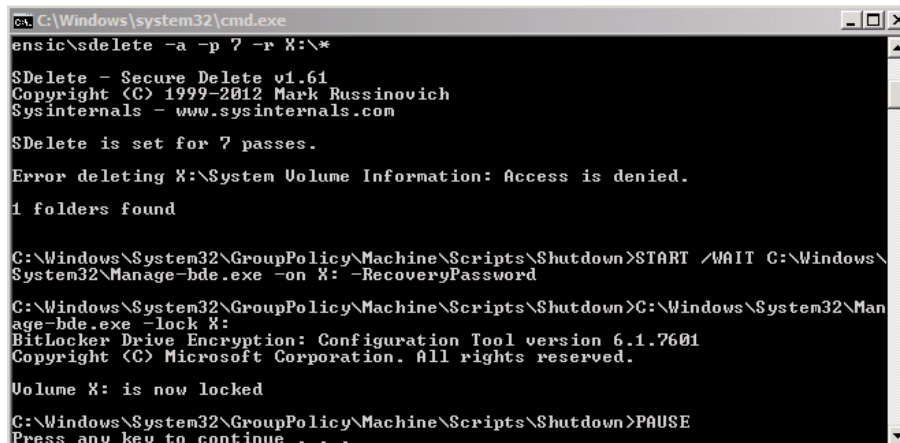 C:\Windows\system32\cmd.exe
ensic\sdelete -a -p 7 -r X:\*
SDelete - Secure Delete v1.61
Copyright (C) 1999-2012 Mark Russinovich
Sysinternals - www.sysinternals.com
SDelete is set for 7 passes.
Error deleting X:\System Volume Information: Access is denied.
1 folders found
C:\Windows\System32\GroupPolicy\Machine\Scripts\Shutdown>START /WAIT C:\Windows\
System32\Manage-bde.exe -on X: -RecoveryPassword
C:\Windows\System32\GroupPolicy\Machine\Scripts\Shutdown>C:\Windows\System32\Man
age-bde.exe -lock X:
BitLocker Drive Encryption: Configuration Tool version 6.1.7601
Copyright (C) Microsoft Corporation. All rights reserved.
Volume X: is now locked
C:\Windows\System32\GroupPolicy\Machine\Scripts\Shutdown>PAUSE
Press any key to continue . . .